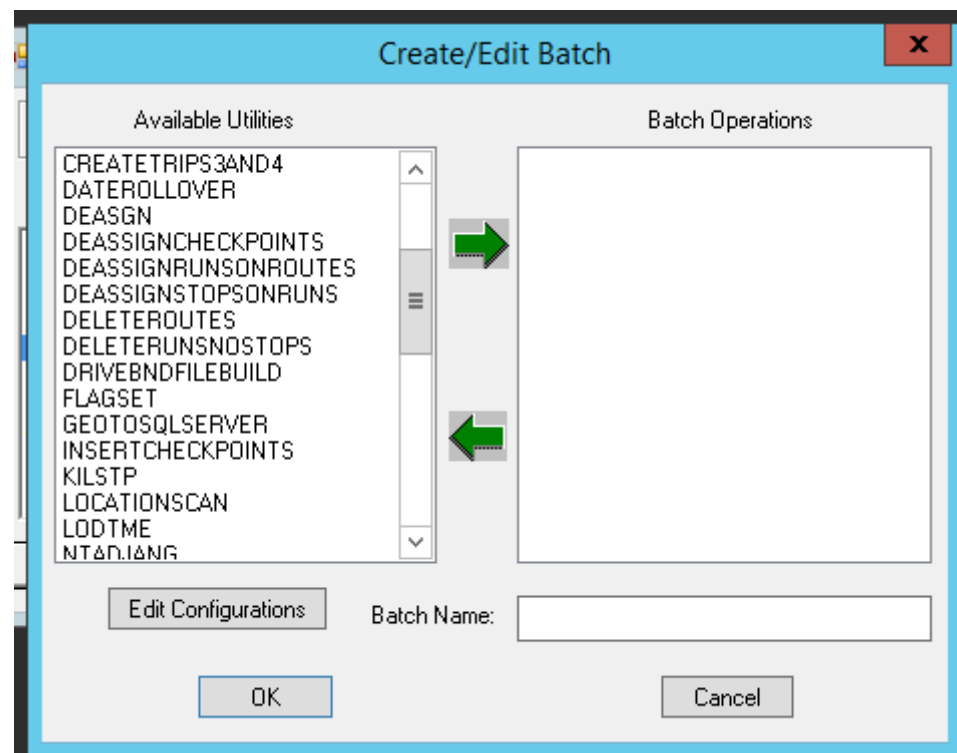 Create/Edit Batch
x
Available Utilities
Batch Operations
CREATETRIPS3AND4
DATEROLLOVER
DEASGN
DEASSIGNCHECKPOINTS
DEASSIGNRUNSONROUTES
DEASSIGNSTOPSONRUNS
DELETEROUTES
DELETERUNSNOSTOPS
DRIVEBNDFILEBUILD
FLAGSET
GEOTOSQLSERVER
INSERTCHECKPOINTS
KILSTP
LOCATIONSCAN
LODTME
NTADJANG
Edit Configurations
Batch Name:
OK
Cancel